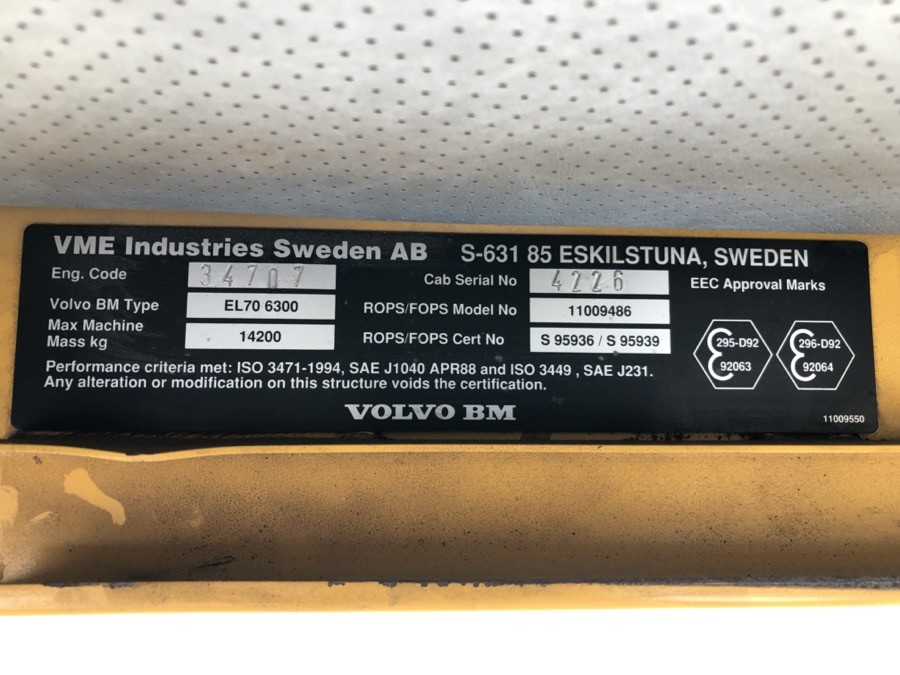 VME Industries Sweden AB S-631 85 ESKILSTUNA, SWEDEN
Eng. Code 34707 Cab Serial No 4226 EEC Approval Marks
Volvo BM Type EL70 6300 ROPS/FOPS Model No 11009486
Max Machine
Mass kg 14200 ROPS/FOPS Cert No S 95936 / S 95939
295-D92
92063
296-D92
92064
Performance criteria met: ISO 3471-1994, SAE J1040 APR88 and ISO 3449 , SAE J231.
Any alteration or modification on this structure voids the certification.
VOLVO BM
11009550